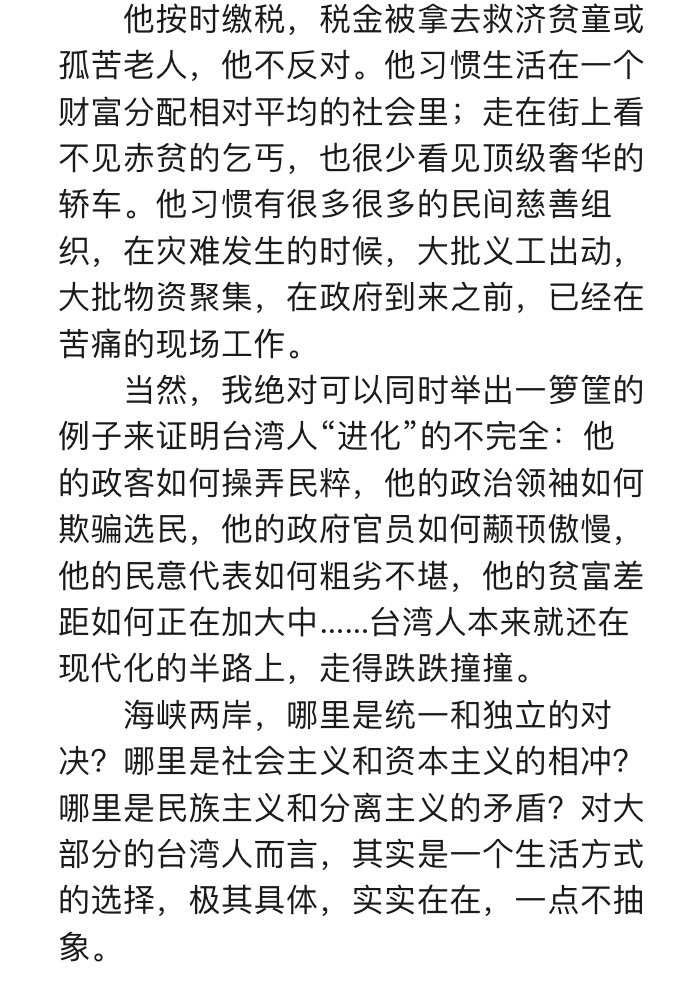 他按时缴税，税金被拿去救济贫童或
孤苦老人，他不反对。他习惯生活在一个
财富分配相对平均的社会里；走在街上看
不见赤贫的乞丐，也很少看见顶级奢华的
轿车。他习惯有很多很多的民间慈善组
织，在灾难发生的时候，大批义工出动，
大批物资聚集，在政府到来之前，已经在
苦痛的现场工作。
当然，我绝对可以同时举出一箩筐的
例子来证明台湾人“进化”的不完全：他
的政客如何操弄民粹，他的政治领袖如何
欺骗选民，他的政府官员如何颟顸傲慢，
他的民意代表如何粗劣不堪，他的贫富差
距如何正在加大中……台湾人本来就还在
现代化的半路上，走得跌跌撞撞。
海峡两岸，哪里是统一和独立的对
决？哪里是社会主义和资本主义的相冲？
哪里是民族主义和分离主义的矛盾？对大
部分的台湾人而言，其实是一个生活方式
的选择，极其具体，实实在在，一点不抽
象。